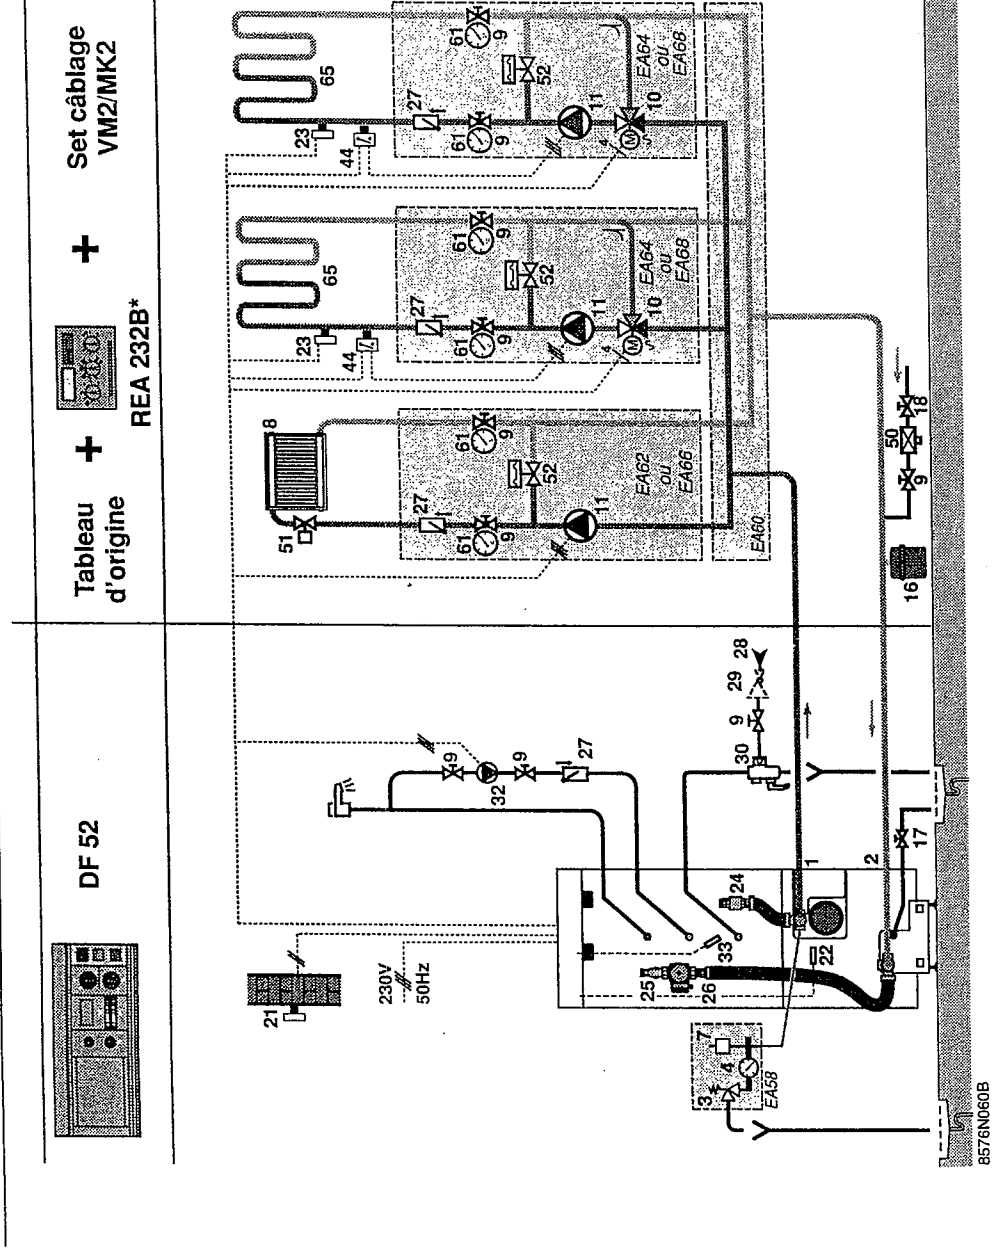 DF 52
Tableau
d'origine
+
REA 232B*
+
Set câblage
VM2/MK2
21
230V
50Hz
32
9
9
27
25
26
33
24
22
1
2
17
30
9
29
28
3
4
7
EA58
51
8
27
61
9
52
11
EA62
ou
EA66
EA60
23
44
65
27
61
9
61
9
52
11
4
M
10
EA64
ou
EA68
23
44
65
27
61
9
61
9
52
11
4
M
10
EA64
ou
EA68
61
9
16
9
50
18
8576N060B